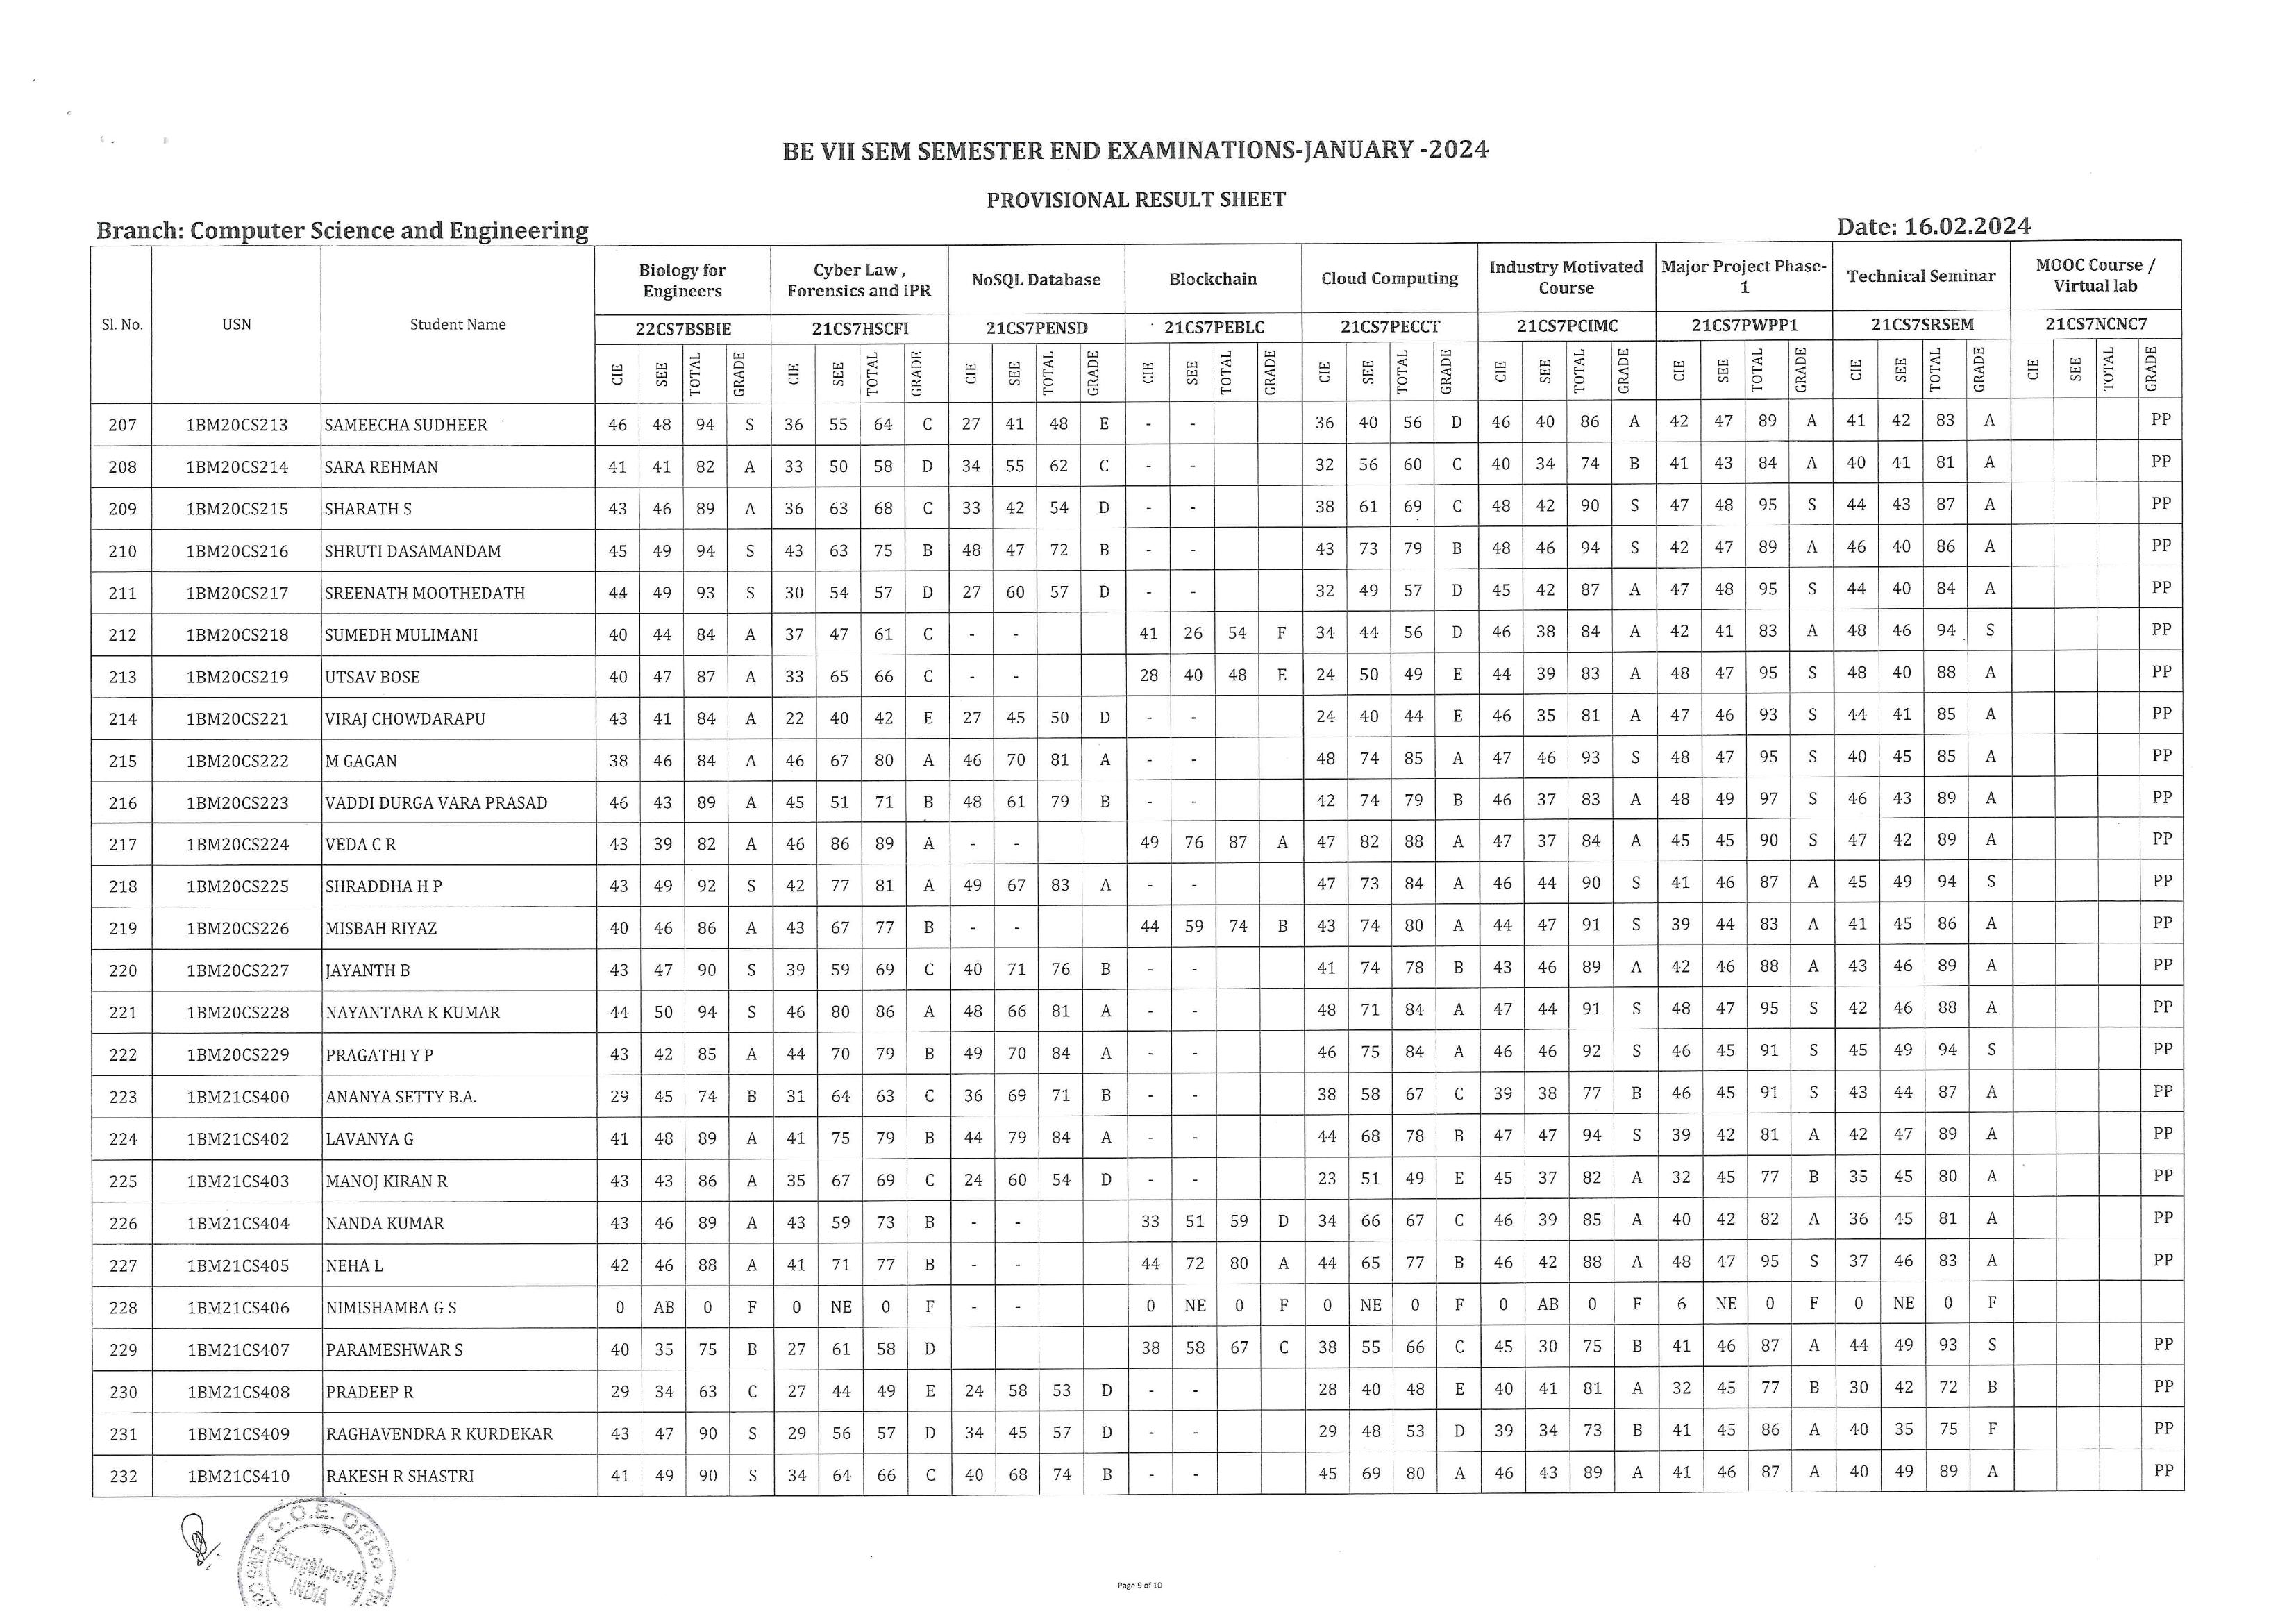 BE VII SEM SEMESTER END EXAMINATIONS-JANUARY -2024
PROVISIONAL RESULT SHEET
Branch: Computer Science and Engineering Date: 16.02.2024
Sl. No. USN Student Name Biology for Engineers Cyber Law , Forensics and IPR NoSQL Database Blockchain Cloud Computing Industry Motivated Course Major Project Phase-1 Technical Seminar MOOC Course / Virtual lab
22CS7BSBIE 21CS7HSCFI 21CS7PENSD 21CS7PEBLC 21CS7PECCT 21CS7PCIMC 21CS7PWPP1 21CS7SRSEM 21CS7NCNC7
CIE SEE TOTAL GRADE CIE SEE TOTAL GRADE CIE SEE TOTAL GRADE CIE SEE TOTAL GRADE CIE SEE TOTAL GRADE CIE SEE TOTAL GRADE CIE SEE TOTAL GRADE CIE SEE TOTAL GRADE CIE SEE TOTAL GRADE
207 1BM20CS213 SAMEECHA SUDHEER 46 48 94 S 36 55 64 C 27 41 48 E - - 36 40 56 D 46 40 86 A 42 47 89 A 41 42 83 A PP
208 1BM20CS214 SARA REHMAN 41 41 82 A 33 50 58 D 34 55 62 C - - 32 56 60 C 40 34 74 B 41 43 84 A 40 41 81 A PP
209 1BM20CS215 SHARATH S 43 46 89 A 36 63 68 C 33 42 54 D - - 38 61 69 C 48 42 90 S 47 48 95 S 44 43 87 A PP
210 1BM20CS216 SHRUTI DASAMANDAM 45 49 94 S 43 63 75 B 48 47 72 B - - 43 73 79 B 48 46 94 S 42 47 89 A 46 40 86 A PP
211 1BM20CS217 SREENATH MOOTHEDATH 44 49 93 S 30 54 57 D 27 60 57 D - - 32 49 57 D 45 42 87 A 47 48 95 S 44 40 84 A PP
212 1BM20CS218 SUMEDH MULIMANI 40 44 84 A 37 47 61 C - - 41 26 54 F 34 44 56 D 46 38 84 A 42 41 83 A 48 46 94 S PP
213 1BM20CS219 UTSAV BOSE 40 47 87 A 33 65 66 C - - 28 40 48 E 24 50 49 E 44 39 83 A 48 47 95 S 48 40 88 A PP
214 1BM20CS221 VIRAJ CHOWDARAPU 43 41 84 A 22 40 42 E 27 45 50 D - - 24 40 44 E 46 35 81 A 47 46 93 S 44 41 85 A PP
215 1BM20CS222 M GAGAN 38 46 84 A 46 67 80 A 46 70 81 A - - 48 74 85 A 47 46 93 S 48 47 95 S 40 45 85 A PP
216 1BM20CS223 VADDI DURGA VARA PRASAD 46 43 89 A 45 51 71 B 48 61 79 B - - 42 74 79 B 46 37 83 A 48 49 97 S 46 43 89 A PP
217 1BM20CS224 VEDA C R 43 39 82 A 46 86 89 A - - 49 76 87 A 47 82 88 A 47 37 84 A 45 45 90 S 47 42 89 A PP
218 1BM20CS225 SHRADDHA H P 43 49 92 S 42 77 81 A 49 67 83 A - - 47 73 84 A 46 44 90 S 41 46 87 A 45 49 94 S PP
219 1BM20CS226 MISBAH RIYAZ 40 46 86 A 43 67 77 B - - 44 59 74 B 43 74 80 A 44 47 91 S 39 44 83 A 41 45 86 A PP
220 1BM20CS227 JAYANTH B 43 47 90 S 39 59 69 C 40 71 76 B - - 41 74 78 B 43 46 89 A 42 46 88 A 43 46 89 A PP
221 1BM20CS228 NAYANTARA K KUMAR 44 50 94 S 46 80 86 A 48 66 81 A - - 48 71 84 A 47 44 91 S 48 47 95 S 42 46 88 A PP
222 1BM20CS229 PRAGATHI Y P 43 42 85 A 44 70 79 B 49 70 84 A - - 46 75 84 A 46 46 92 S 46 45 91 S 45 49 94 S PP
223 1BM21CS400 ANANYA SETTY B.A. 29 45 74 B 31 64 63 C 36 69 71 B - - 38 58 67 C 39 38 77 B 46 45 91 S 43 44 87 A PP
224 1BM21CS402 LAVANYA G 41 48 89 A 41 75 79 B 44 79 84 A - - 44 68 78 B 47 47 94 S 39 42 81 A 42 47 89 A PP
225 1BM21CS403 MANOJ KIRAN R 43 43 86 A 35 67 69 C 24 60 54 D - - 23 51 49 E 45 37 82 A 32 45 77 B 35 45 80 A PP
226 1BM21CS404 NANDA KUMAR 43 46 89 A 43 59 73 B - - 33 51 59 D 34 66 67 C 46 39 85 A 40 42 82 A 36 45 81 A PP
227 1BM21CS405 NEHA L 42 46 88 A 41 71 77 B - - 44 72 80 A 44 65 77 B 46 42 88 A 48 47 95 S 37 46 83 A PP
228 1BM21CS406 NIMISHAMBA G S 0 AB 0 F 0 NE 0 F - - 0 NE 0 F 0 NE 0 F 0 AB 0 F 6 NE 0 F 0 NE 0 F
229 1BM21CS407 PARAMESHWAR S 40 35 75 B 27 61 58 D 38 58 67 C 38 55 66 C 45 30 75 B 41 46 87 A 44 49 93 S PP
230 1BM21CS408 PRADEEP R 29 34 63 C 27 44 49 E 24 58 53 D - - 28 40 48 E 40 41 81 A 32 45 77 B 30 42 72 B PP
231 1BM21CS409 RAGHAVENDRA R KURDEKAR 43 47 90 S 29 56 57 D 34 45 57 D - - 29 48 53 D 39 34 73 B 41 45 86 A 40 35 75 F PP
232 1BM21CS410 RAKESH R SHASTRI 41 49 90 S 34 64 66 C 40 68 74 B - - 45 69 80 A 46 43 89 A 41 46 87 A 40 49 89 A PP
C.O.E. Office
Bengaluru-19
INDIA
Page 9 of 10